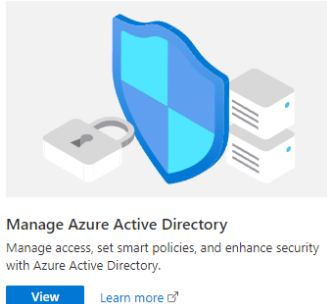 Manage Azure Active Directory
Manage access, set smart policies, and enhance security
with Azure Active Directory.
View
Learn more